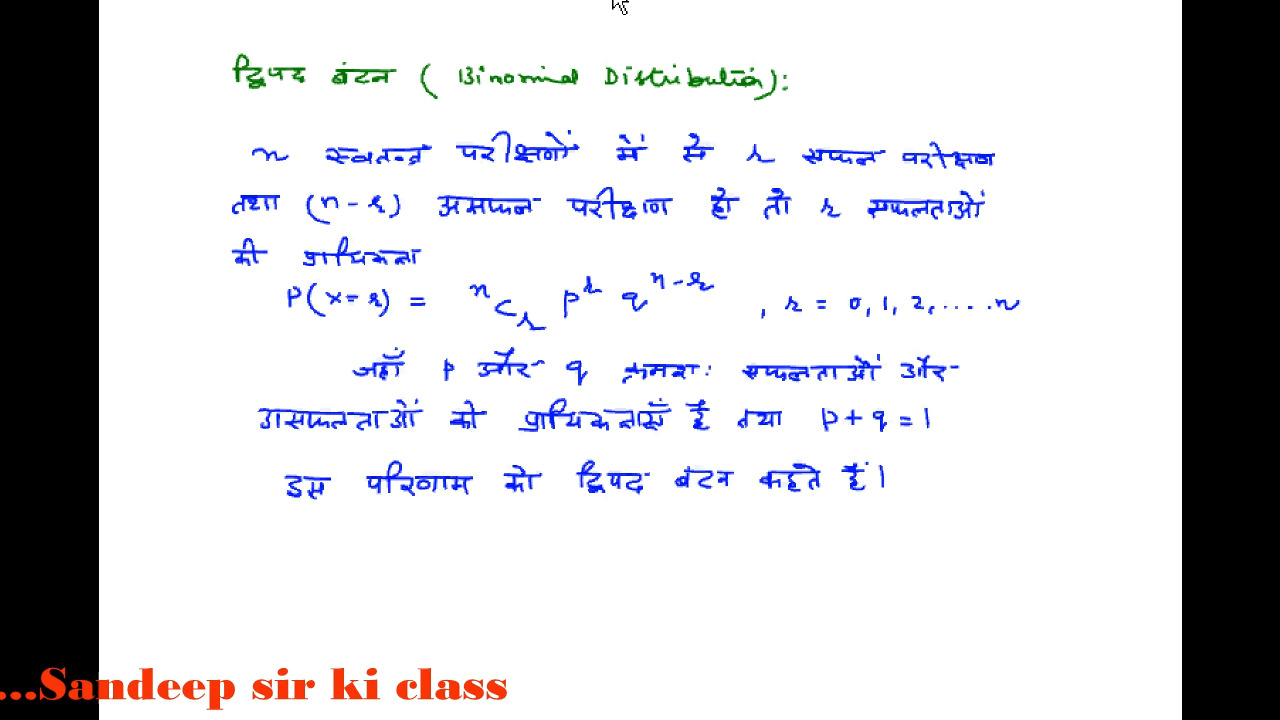 द्विपद बंटन ( Binominal Distribution):
n स्वतन्त्र परीक्षणों में से r सफल परीक्षण
तथा (n-r) असफल परीक्षण हो तो r सफलताओं
की प्रायिकता
P(x=r) = ⁿCᵣ pʳ qⁿ⁻ʳ , r = 0, 1, 2, .... n
जहाँ p और q क्रमशः सफलताओं और
असफलताओं की प्रायिकताएँ हैं तथा p+q=1
इस परिणाम को द्विपद बंटन कहते हैं।
...Sandeep sir ki class